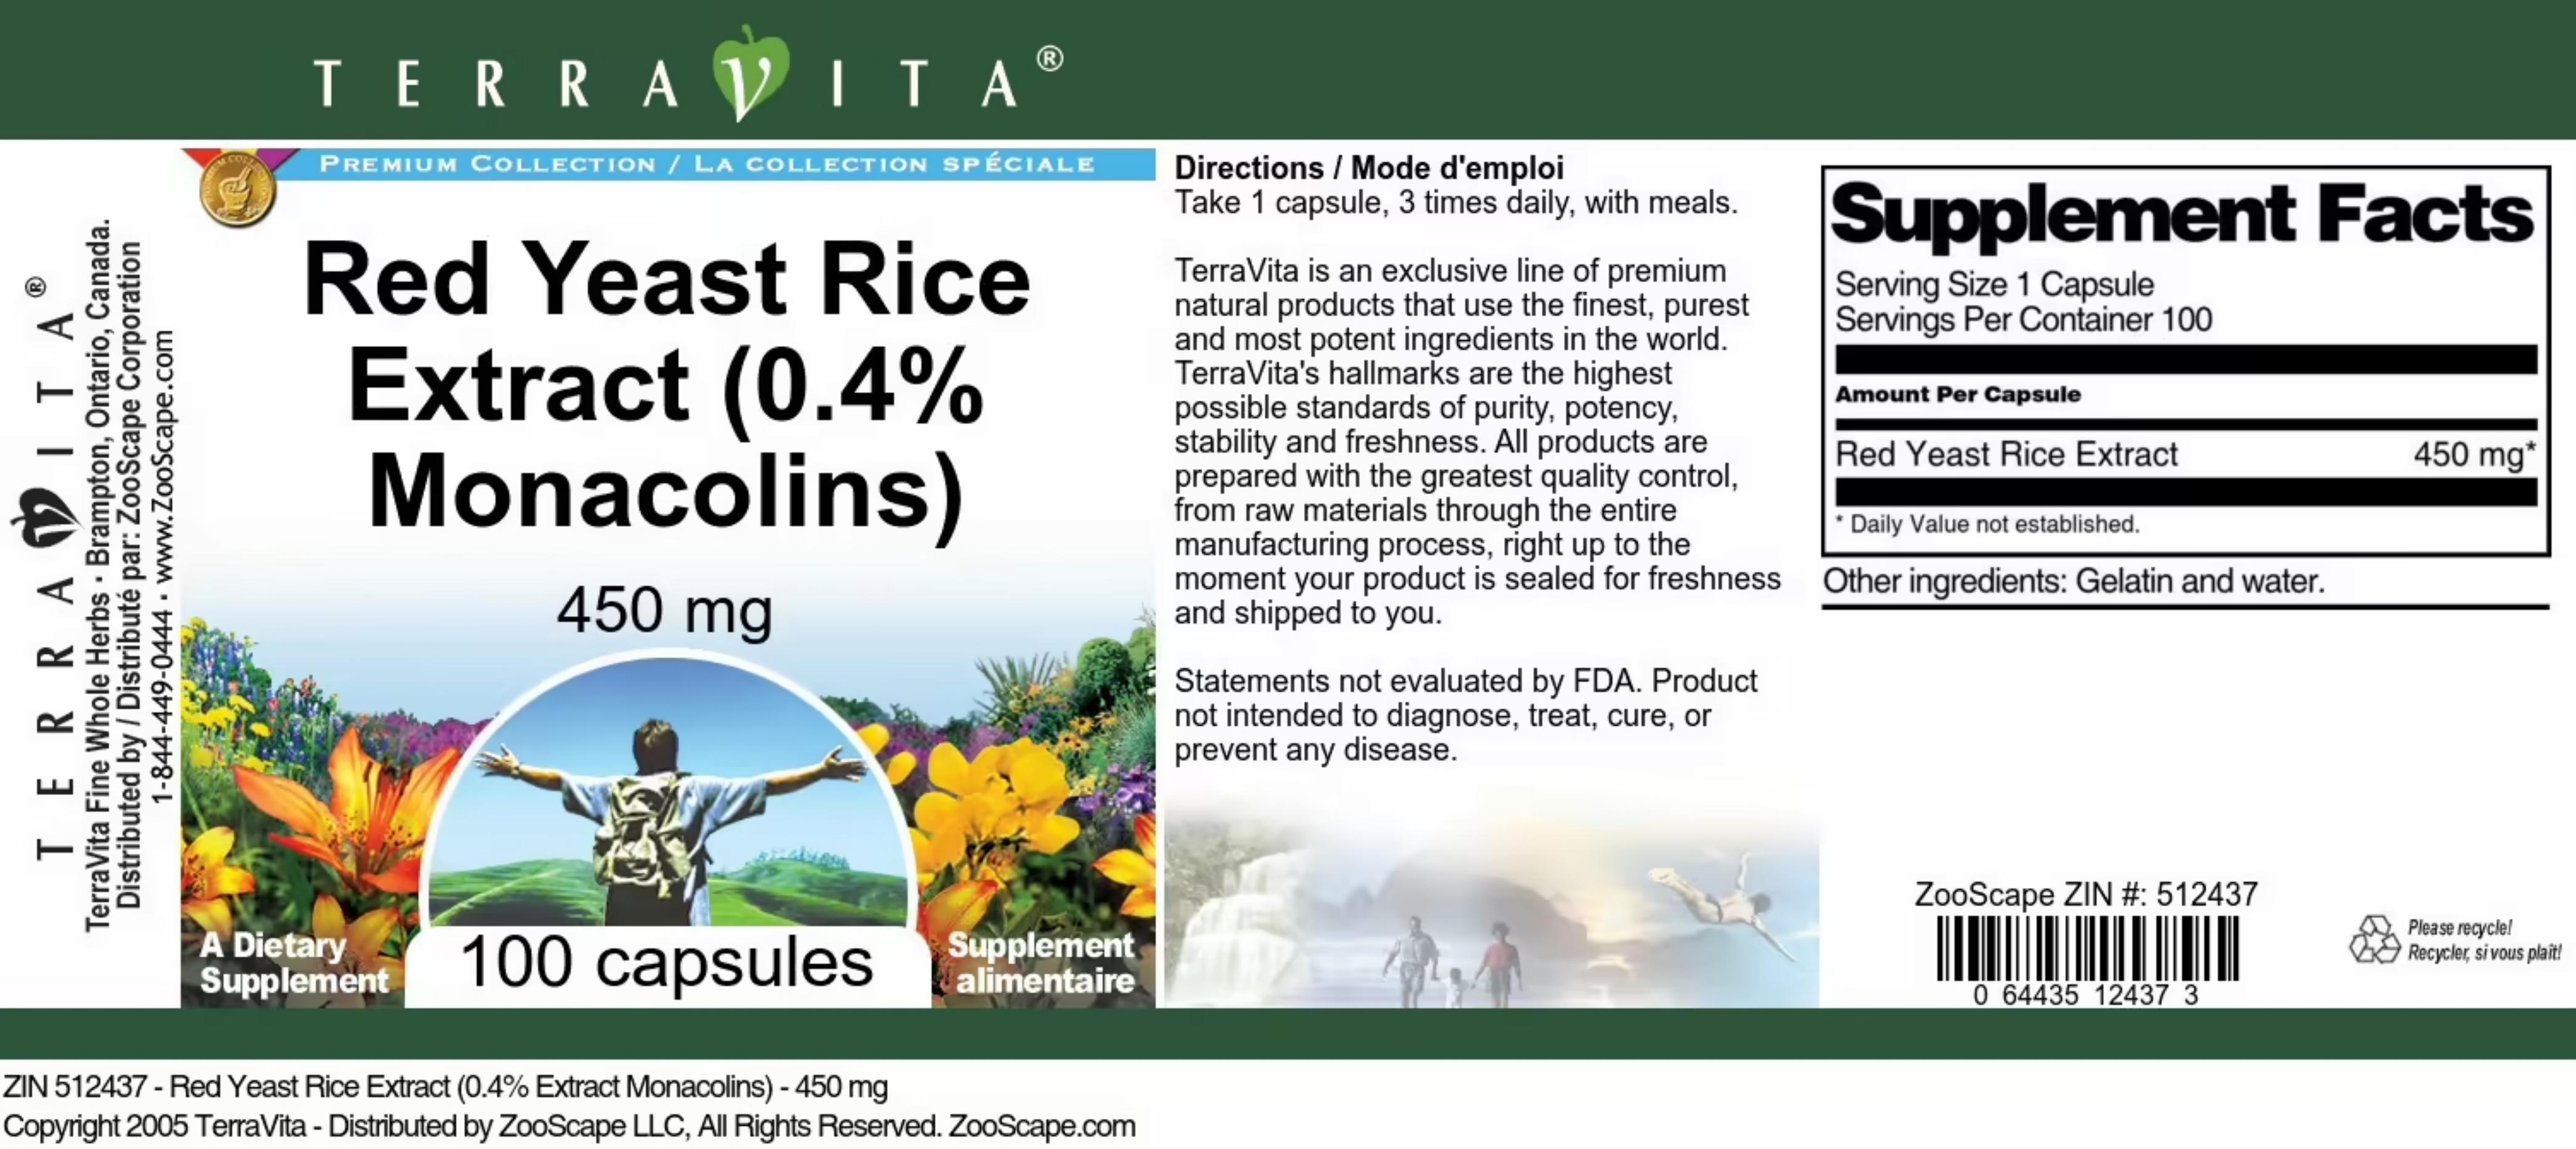 TERRAVITA®
PREMIUM COLLECTION / LA COLLECTION SPÉCIALE
Red Yeast Rice
Extract (0.4%
Monacolins)
450 mg
100 capsules
A Dietary
Supplement
Supplement
alimentaire
TERRAVITA®
TerraVita Fine Whole Herbs · Brampton, Ontario, Canada.
Distributed by / Distribué par: ZooScape Corporation
1-844-449-0444 · www.ZooScape.com
Directions / Mode d'emploi
Take 1 capsule, 3 times daily, with meals.
TerraVita is an exclusive line of premium
natural products that use the finest, purest
and most potent ingredients in the world.
TerraVita's hallmarks are the highest
possible standards of purity, potency,
stability and freshness. All products are
prepared with the greatest quality control,
from raw materials through the entire
manufacturing process, right up to the
moment your product is sealed for freshness
and shipped to you.
Statements not evaluated by FDA. Product
not intended to diagnose, treat, cure, or
prevent any disease.
Supplement Facts
Serving Size 1 Capsule
Servings Per Container 100
Amount Per Capsule
Red Yeast Rice Extract 450 mg*
* Daily Value not established.
Other ingredients: Gelatin and water.
ZooScape ZIN #: 512437
0 64435 12437 3
Please recycle!
Recycler, si vous plaît!
ZIN 512437 - Red Yeast Rice Extract (0.4% Extract Monacolins) - 450 mg
Copyright 2005 TerraVita - Distributed by ZooScape LLC, All Rights Reserved. ZooScape.com